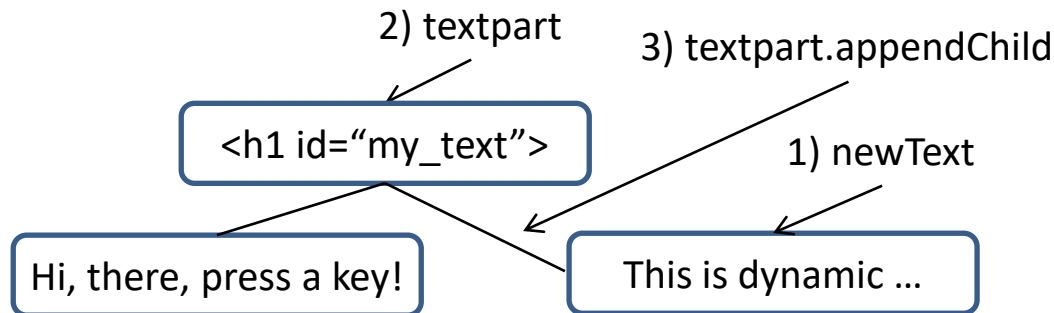 2) textpart
3) textpart.appendChild
<h1 id=“my_text”>
1) newText
Hi, there, press a key!
This is dynamic …